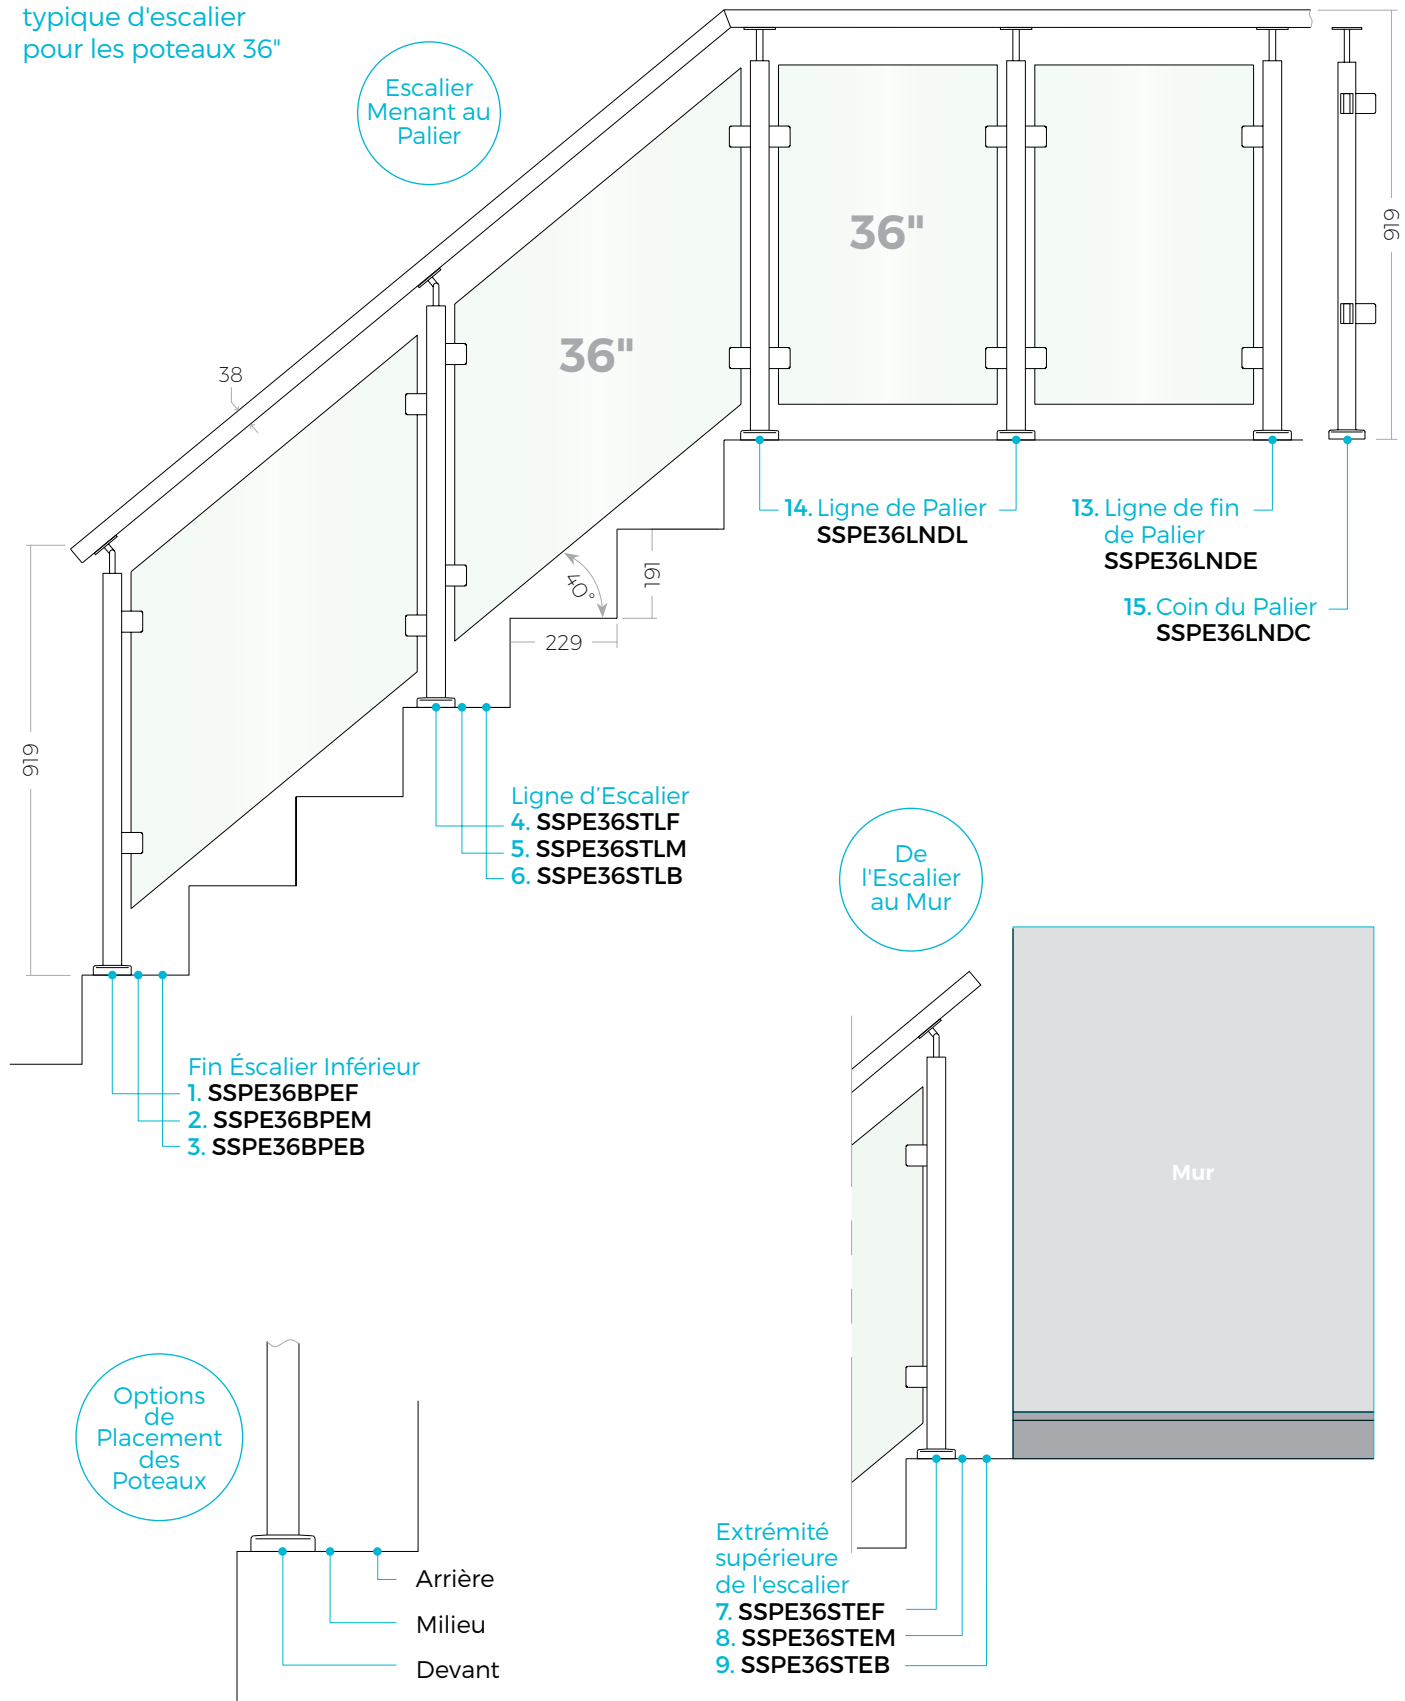 typique d'escalier
pour les poteaux 36"
Escalier
Menant au
Palier
36"
36"
38
916
919
191
229
40°
14. Ligne de Palier
SSPE36LNDL
13. Ligne de fin
de Palier
SSPE36LNDE
15. Coin du Palier
SSPE36LNDC
Ligne d'Escalier
4. SSPE36STLF
5. SSPE36STLM
6. SSPE36STLB
Fin Éscalier Inférieur
1. SSPE36BPEF
2. SSPE36BPEM
3. SSPE36BPEB
De
l'Escalier
au Mur
Mur
Options
de
Placement
des
Poteaux
Arrière
Milieu
Devant
Extrémité
supérieure
de l'escalier
7. SSPE36STEF
8. SSPE36STEM
9. SSPE36STEB